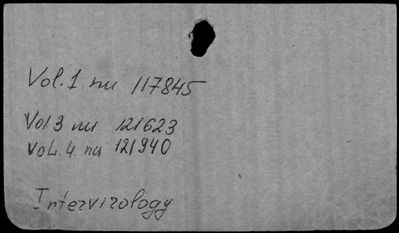 Vol. 1 nu 117845
Vol 3 nu 121623
Vol. 4. nu 121940
Intervirology